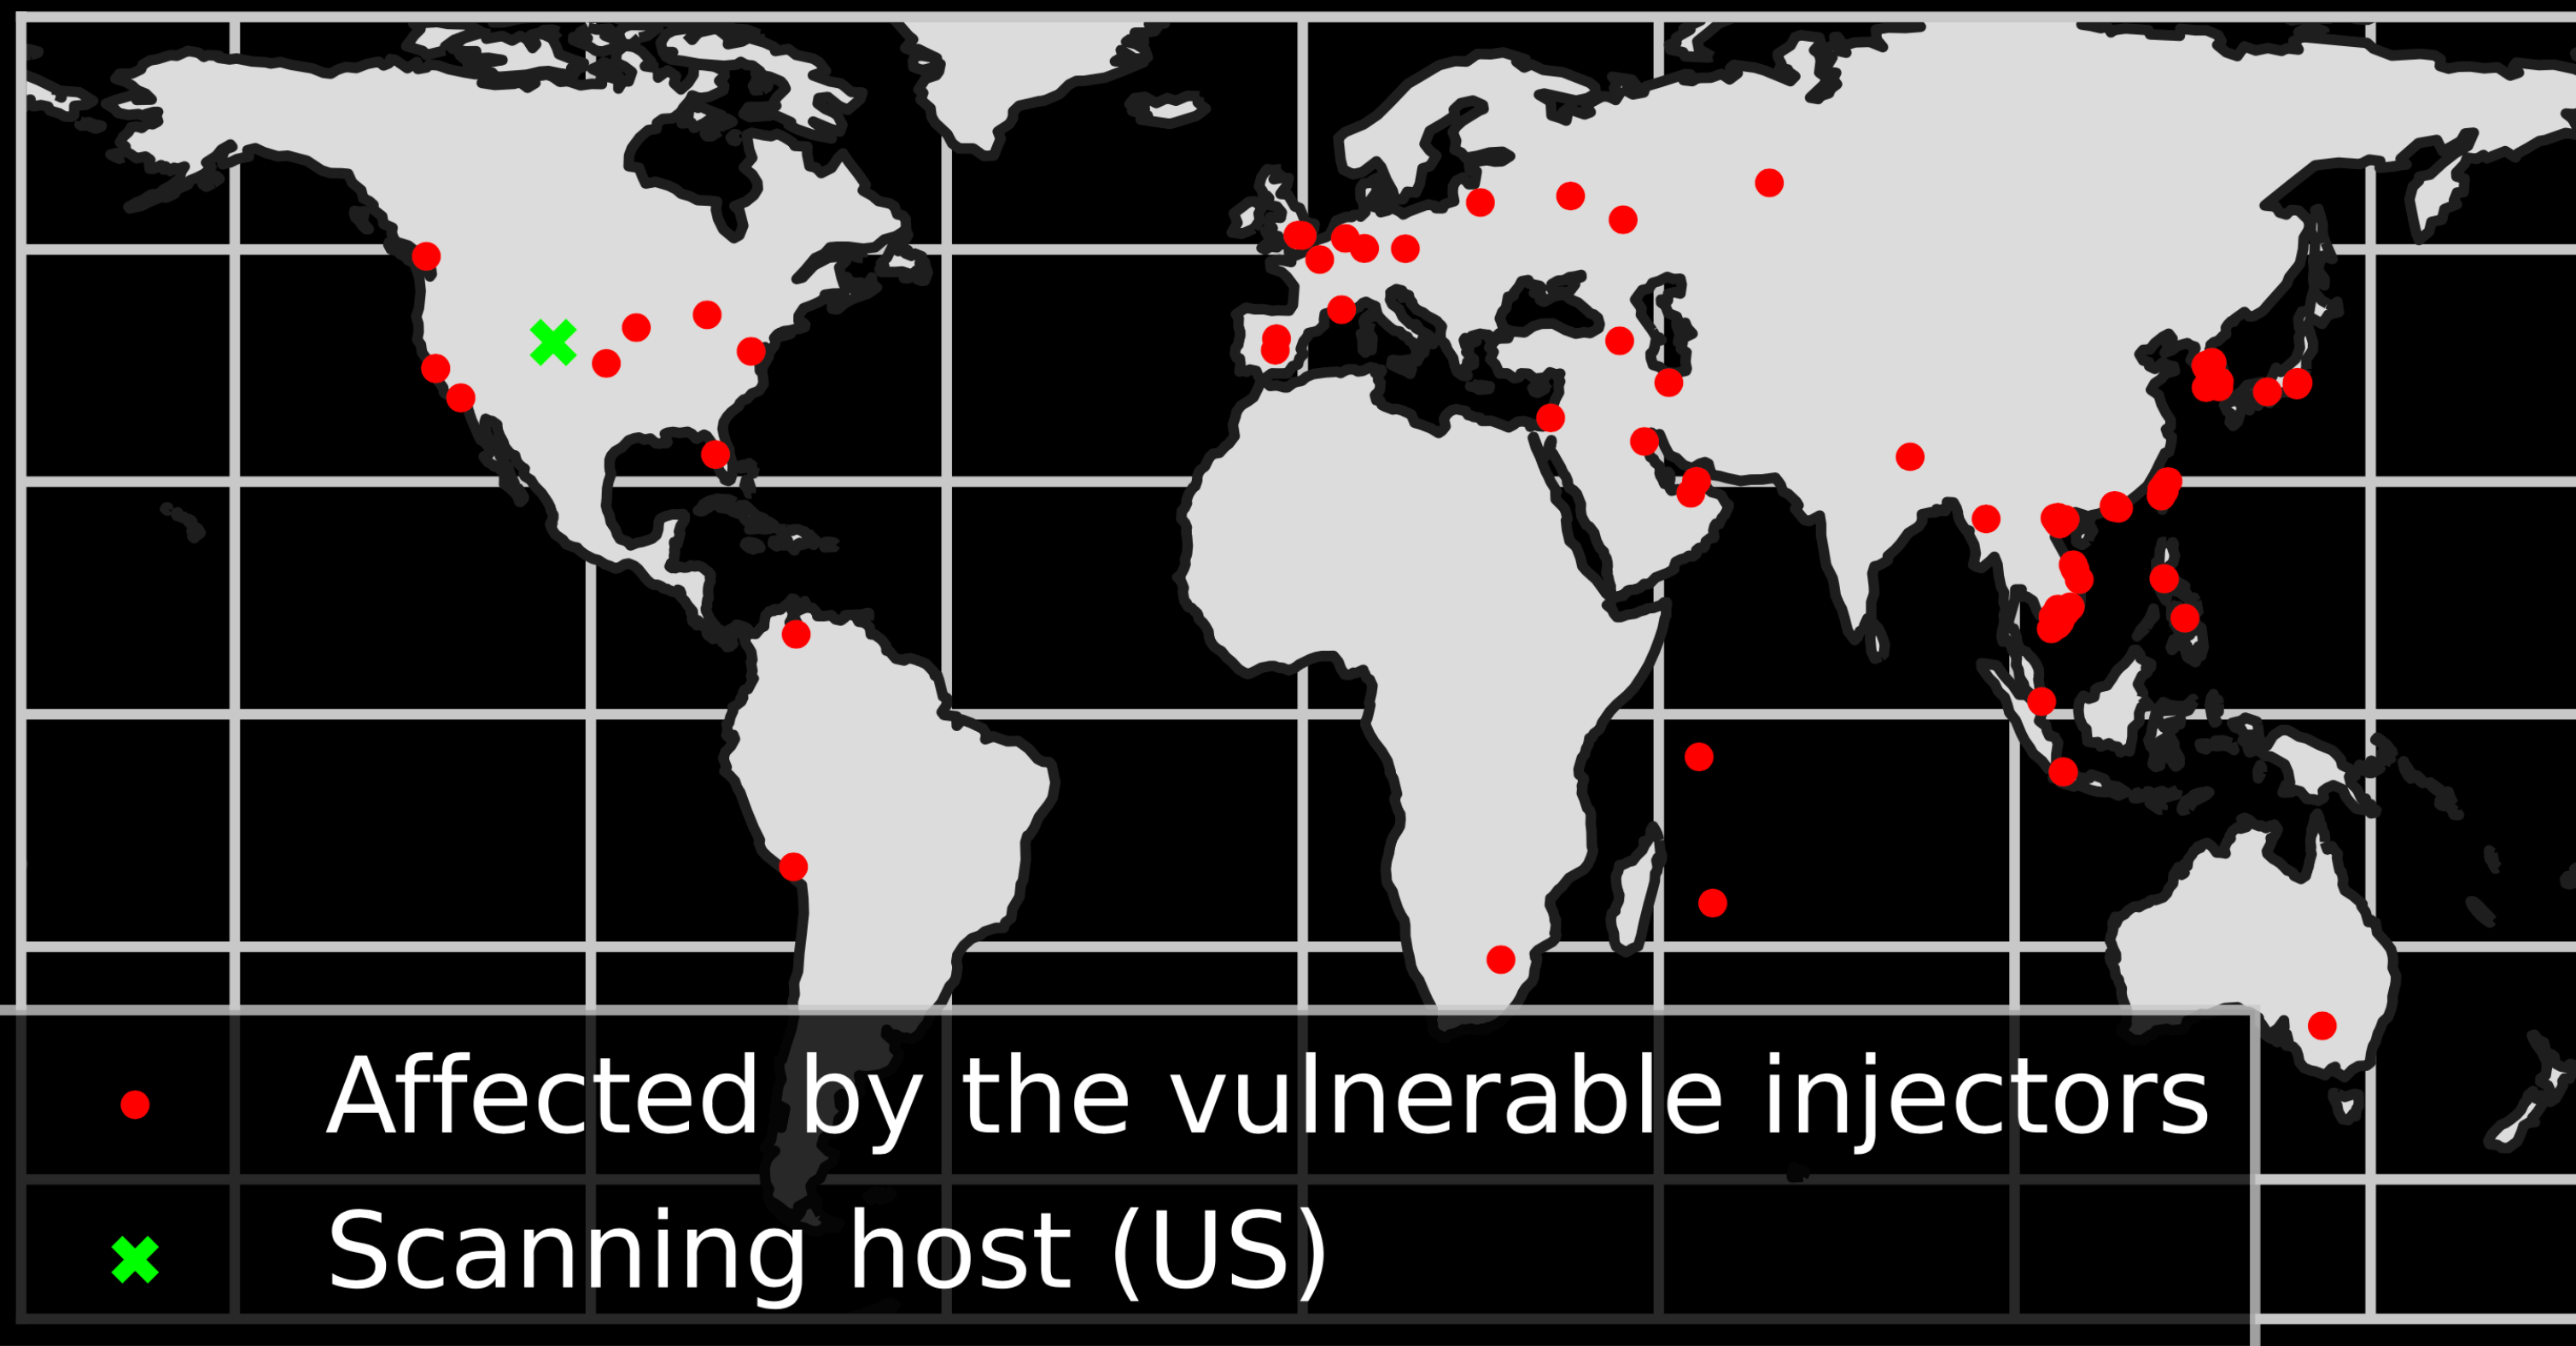 Affected by the vulnerable injectors
Scanning host (US)